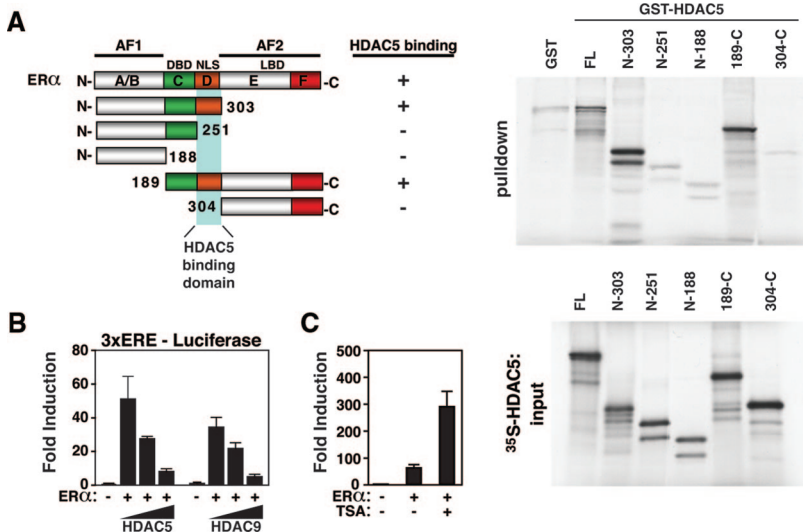 A
AF1
AF2
HDAC5 binding
DBD NLS LBD
ERα N- A/B C D E F -C +
N- 303 +
N- 251 -
N- 188 -
189 -C +
304 -C -
HDAC5
binding
domain
GST-HDAC5
GST FL N-303 N-251 N-188 189-C 304-C
pulldown
FL N-303 N-251 N-188 189-C 304-C
³⁵S-HDAC5:
input
B
3xERE - Luciferase
Fold Induction
80
60
40
20
0
ERα: - + + + - + + +
HDAC5 HDAC9
C
Fold Induction
500
400
300
200
100
0
ERα: - + +
TSA: - - +